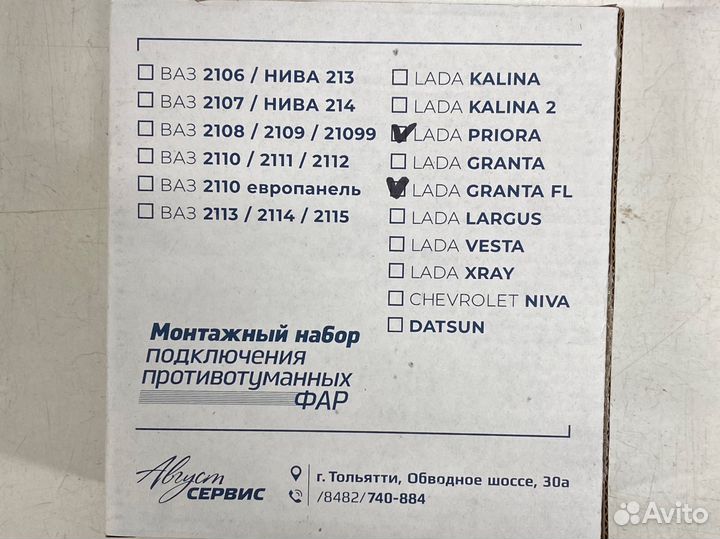 ВАЗ 2106 / НИВА 213
ВАЗ 2107 / НИВА 214
ВАЗ 2108 / 2109 / 21099
ВАЗ 2110 / 2111 / 2112
ВАЗ 2110 европанель
ВАЗ 2113 / 2114 / 2115
LADA KALINA
LADA KALINA 2
LADA PRIORA
LADA GRANTA
LADA GRANTA FL
LADA LARGUS
LADA VESTA
LADA XRAY
CHEVROLET NIVA
DATSUN
Монтажный набор
подключения
противотуманных
ФАР
Август
СЕРВИС
г. Тольятти, Обводное шоссе, 30а
/8482/740-884
Avito